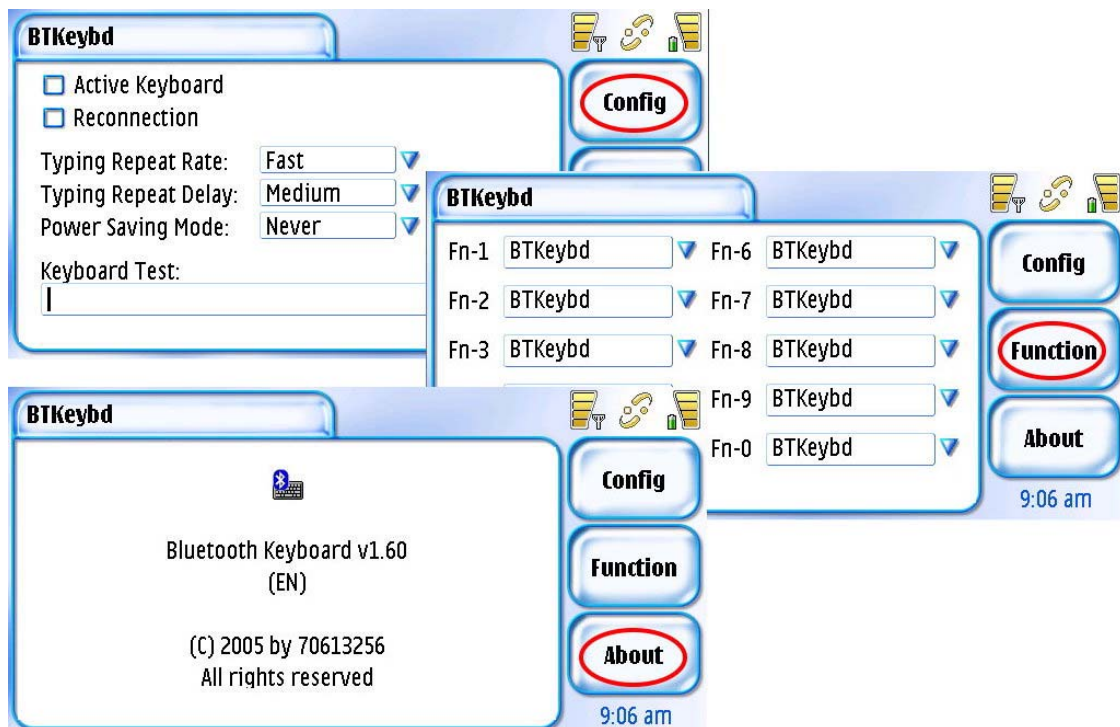 BTKeybd
Active Keyboard
Reconnection
Typing Repeat Rate: Fast
Typing Repeat Delay: Medium
Power Saving Mode: Never
Keyboard Test:
Config
BTKeybd
Fn-1 BTKeybd Fn-6 BTKeybd
Fn-2 BTKeybd Fn-7 BTKeybd
Fn-3 BTKeybd Fn-8 BTKeybd
Fn-9 BTKeybd
Fn-0 BTKeybd
Config
Function
About
9:06 am
BTKeybd
Bluetooth Keyboard v1.60
(EN)
(C) 2005 by 70613256
All rights reserved
Config
Function
About
9:06 am